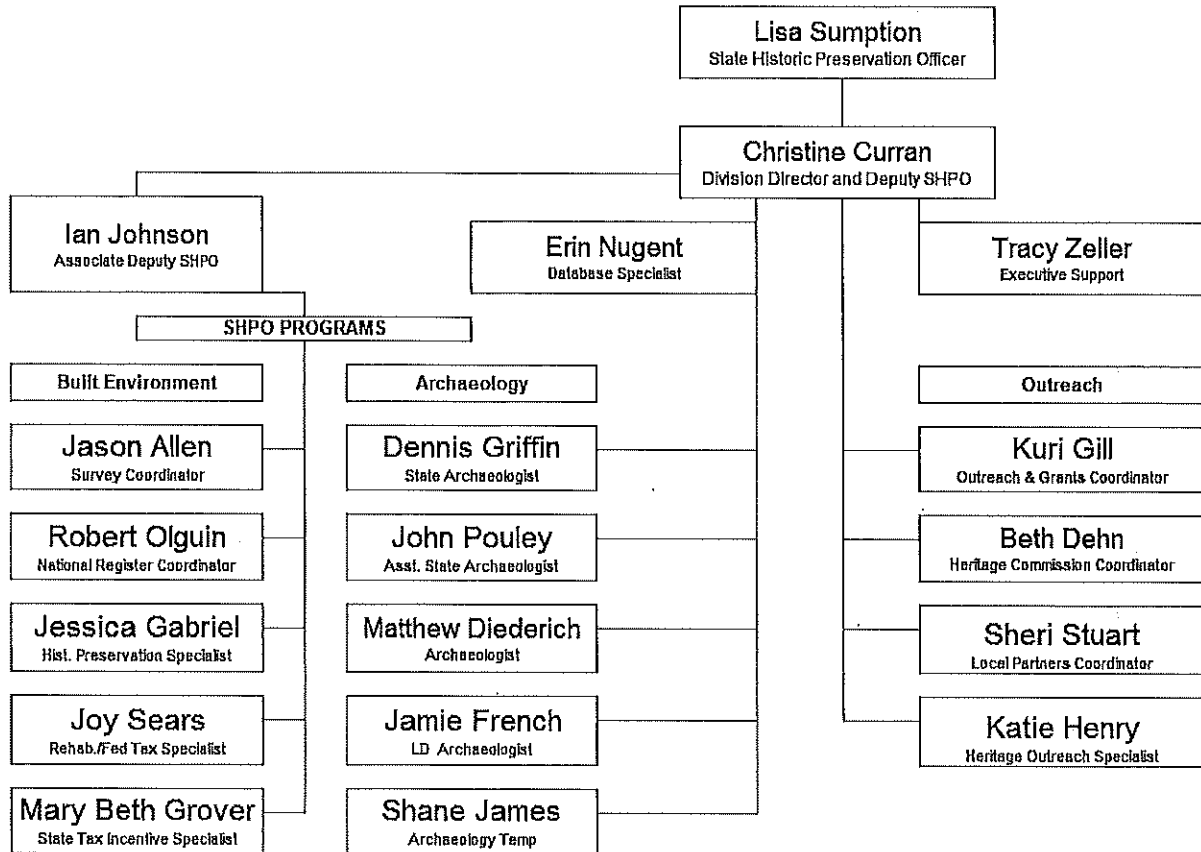 Lisa Sumption
State Historic Preservation Officer
Christine Curran
Division Director and Deputy SHPO
Ian Johnson
Associate Deputy SHPO
Erin Nugent
Database Specialist
Tracy Zeller
Executive Support
SHPO PROGRAMS
Built Environment
Archaeology
Outreach
Jason Allen
Survey Coordinator
Dennis Griffin
State Archaeologist
Kuri Gill
Outreach & Grants Coordinator
Robert Olguin
National Register Coordinator
John Pouley
Asst. State Archaeologist
Beth Dehn
Heritage Commission Coordinator
Jessica Gabriel
Hist. Preservation Specialist
Matthew Diederich
Archaeologist
Sheri Stuart
Local Partners Coordinator
Joy Sears
Rehab./Fed Tax Specialist
Jamie French
LD Archaeologist
Katie Henry
Heritage Outreach Specialist
Mary Beth Grover
State Tax Incentive Specialist
Shane James
Archaeology Temp